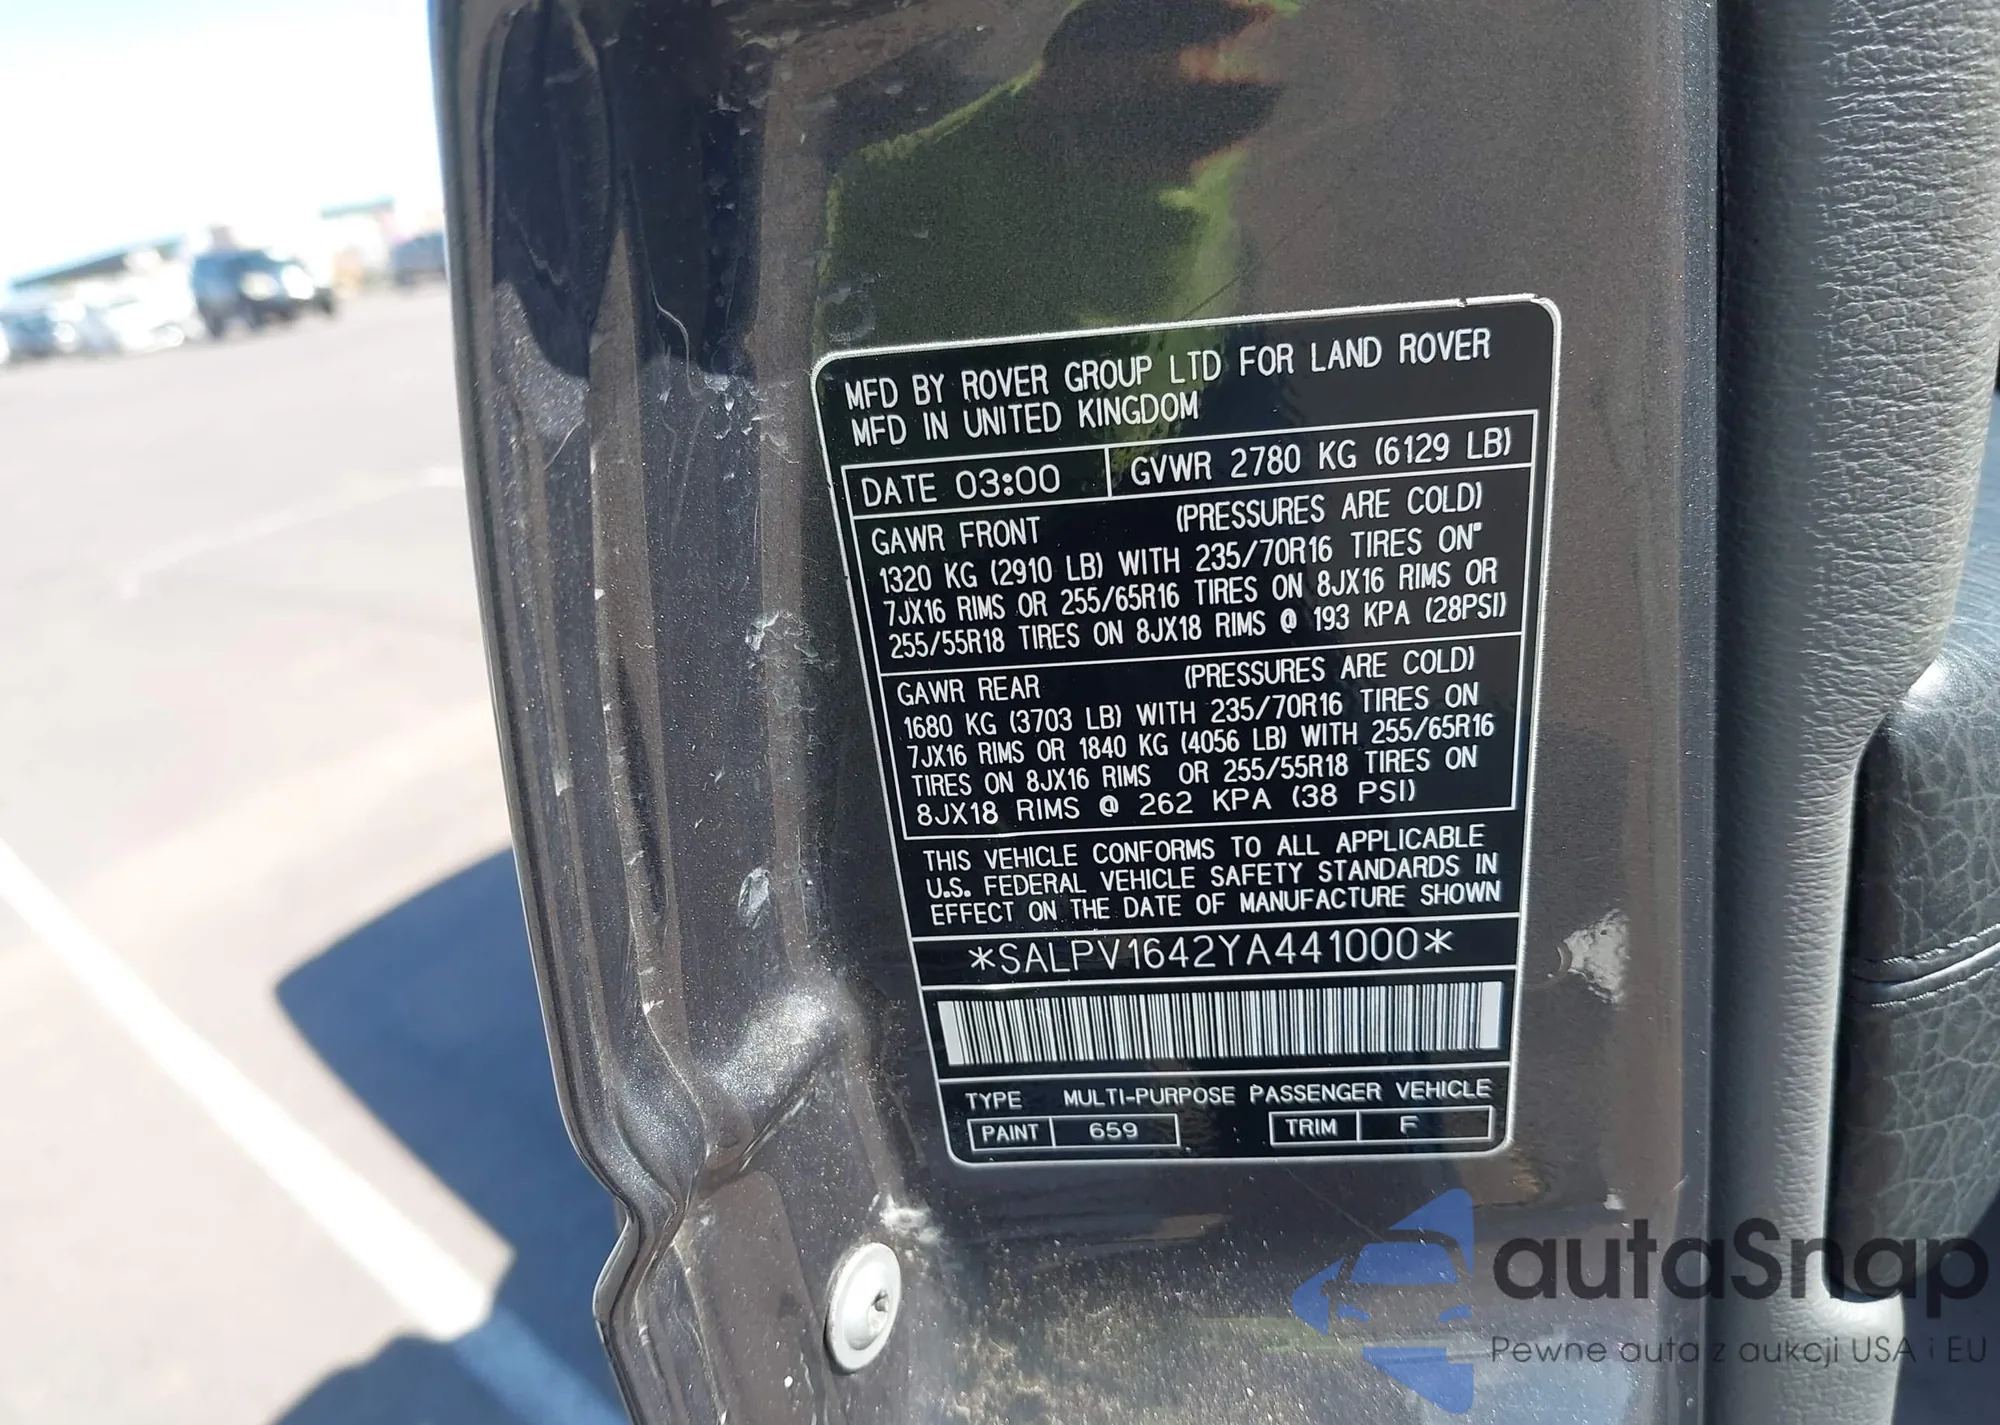 MFD BY ROVER GROUP LTD FOR LAND ROVER
MFD IN UNITED KINGDOM
DATE 03:00 GVWR 2780 KG (6129 LB)
GAWR FRONT (PRESSURES ARE COLD)
1320 KG (2910 LB) WITH 235/70R16 TIRES ON"
7JX16 RIMS OR 255/65R16 TIRES ON 8JX16 RIMS OR
255/55R18 TIRES ON 8JX18 RIMS @ 193 KPA (28PSI)
GAWR REAR (PRESSURES ARE COLD)
1680 KG (3703 LB) WITH 235/70R16 TIRES ON
7JX16 RIMS OR 1840 KG (4056 LB) WITH 255/65R16
TIRES ON 8JX16 RIMS OR 255/55R18 TIRES ON
8JX18 RIMS @ 262 KPA (38 PSI)
THIS VEHICLE CONFORMS TO ALL APPLICABLE
U.S. FEDERAL VEHICLE SAFETY STANDARDS IN
EFFECT ON THE DATE OF MANUFACTURE SHOWN
*SALPV1642YA441000*
TYPE MULTI-PURPOSE PASSENGER VEHICLE
PAINT 659 TRIM F
autaSnap
Pewne auta z aukcji USA i EU